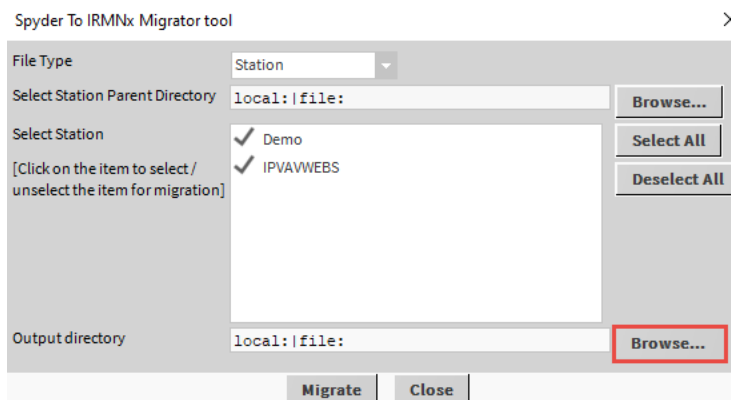 Spyder To IRMNx Migrator tool
File Type
Station
Select Station Parent Directory
local:|file:
Browse...
Select Station
Demo
Select All
[Click on the item to select /
unselect the item for migration]
IPVAVWEBS
Deselect All
Output directory
local:|file:
Browse...
Migrate
Close